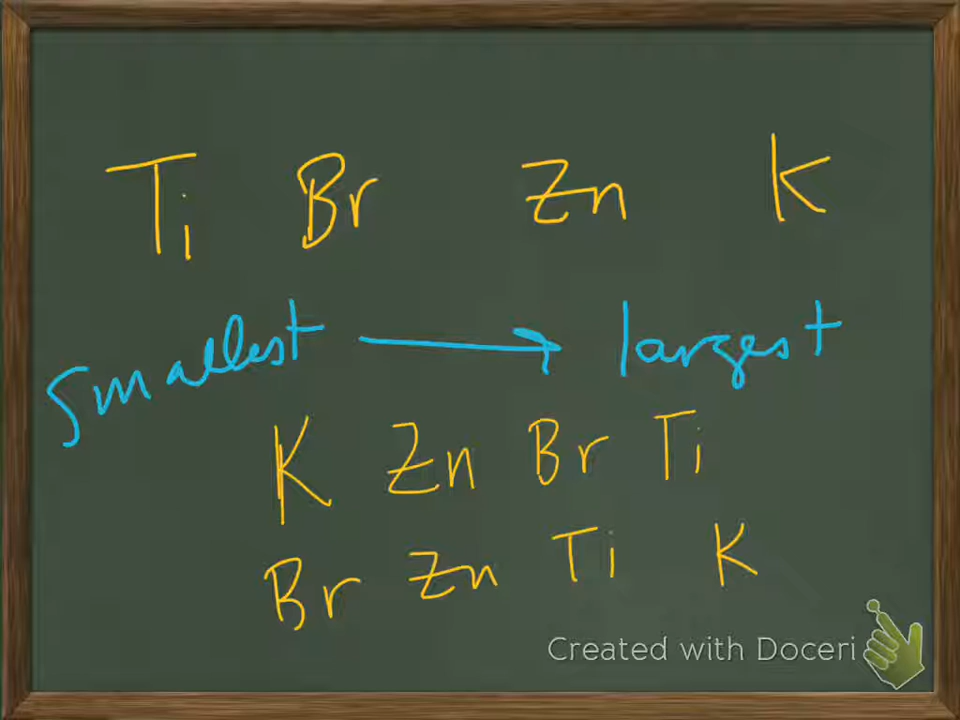 Ti Br Zn K
Smallest → largest
K Zn Br Ti
Br Zn Ti K
Created with Doceri